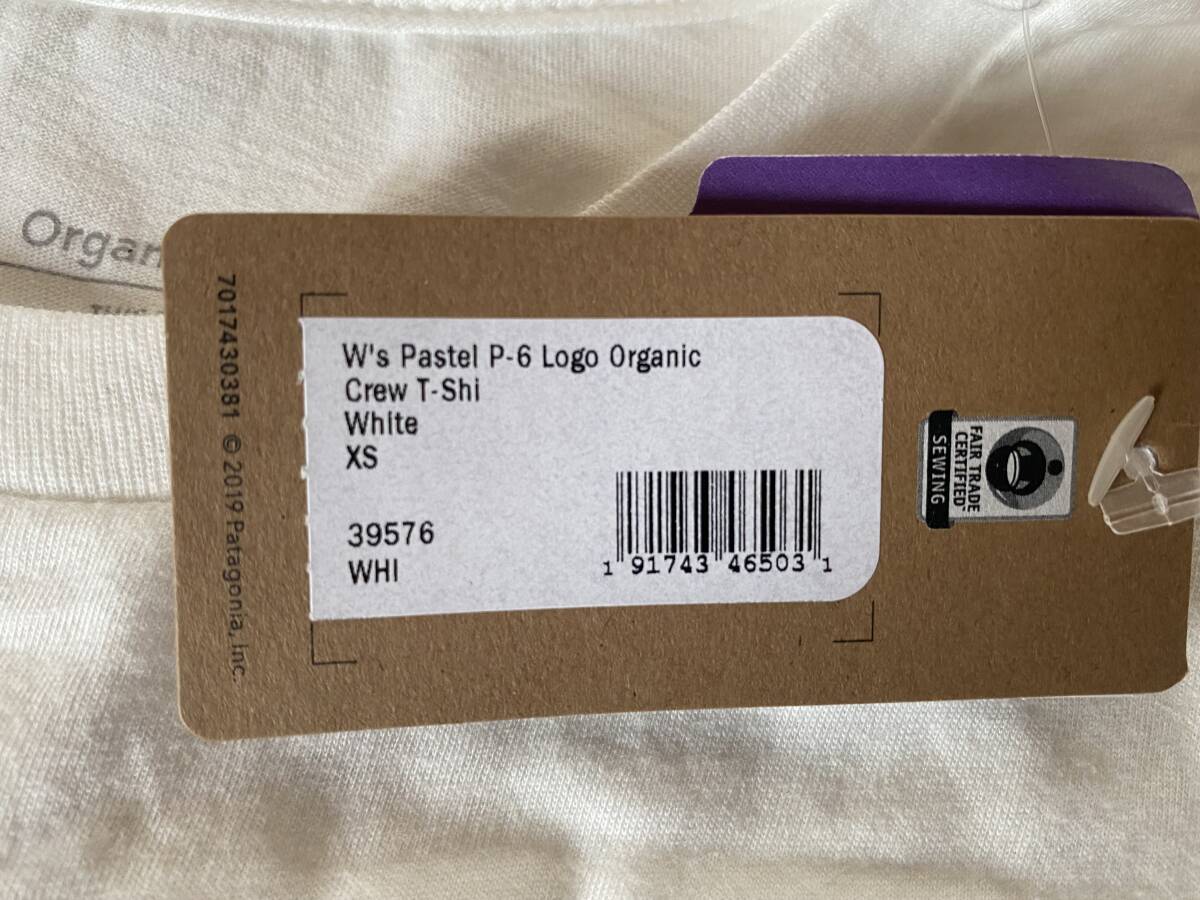 Organ
7017430381 © 2019 Patagonia, Inc.
W's Pastel P-6 Logo Organic
Crew T-Shi
White
XS
39576
WHI
1 91743 46503 1
FAIR TRADE
CERTIFIED
SEWING